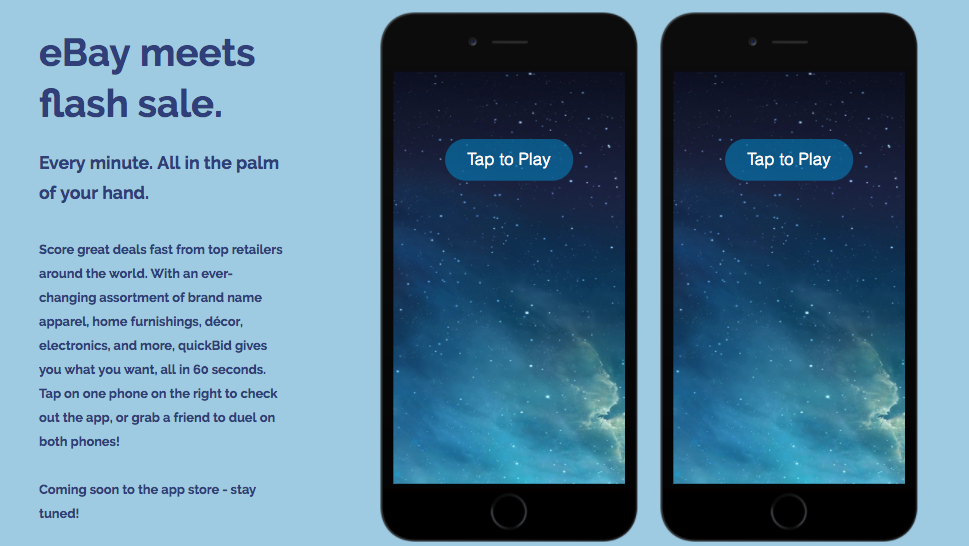 eBay meets
flash sale.
Every minute. All in the palm
of your hand.
Score great deals fast from top retailers
around the world. With an ever-
changing assortment of brand name
apparel, home furnishings, décor,
electronics, and more, quickBid gives
you what you want, all in 60 seconds.
Tap on one phone on the right to check
out the app, or grab a friend to duel on
both phones!
Coming soon to the app store - stay
tuned!
Tap to Play
Tap to Play